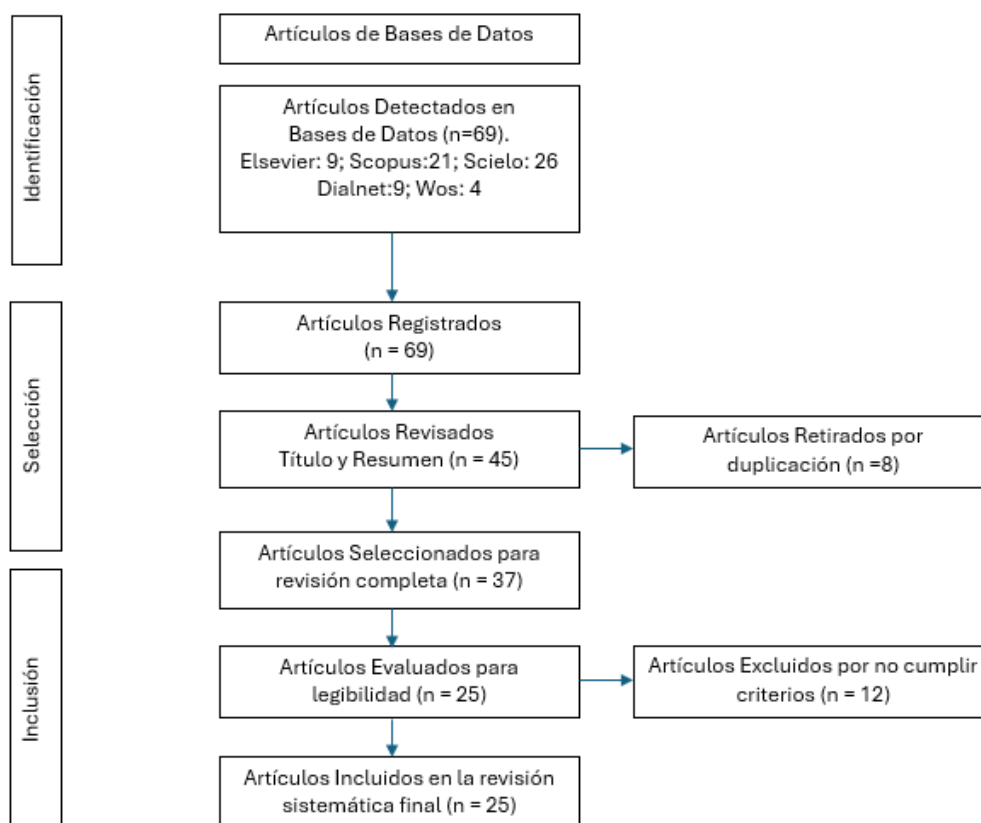 Identificación
Artículos de Bases de Datos
Artículos Detectados en
Bases de Datos (n=69).
Elsevier: 9; Scopus:21; Scielo: 26
Dialnet:9; Wos: 4
Selección
Artículos Registrados
(n = 69)
Artículos Revisados
Título y Resumen (n = 45)
Artículos Retirados por
duplicación (n =8)
Artículos Seleccionados para
revisión completa (n = 37)
Inclusión
Artículos Evaluados para
legibilidad (n = 25)
Artículos Excluidos por no cumplir
criterios (n = 12)
Artículos Incluidos en la revisión
sistemática final (n = 25)